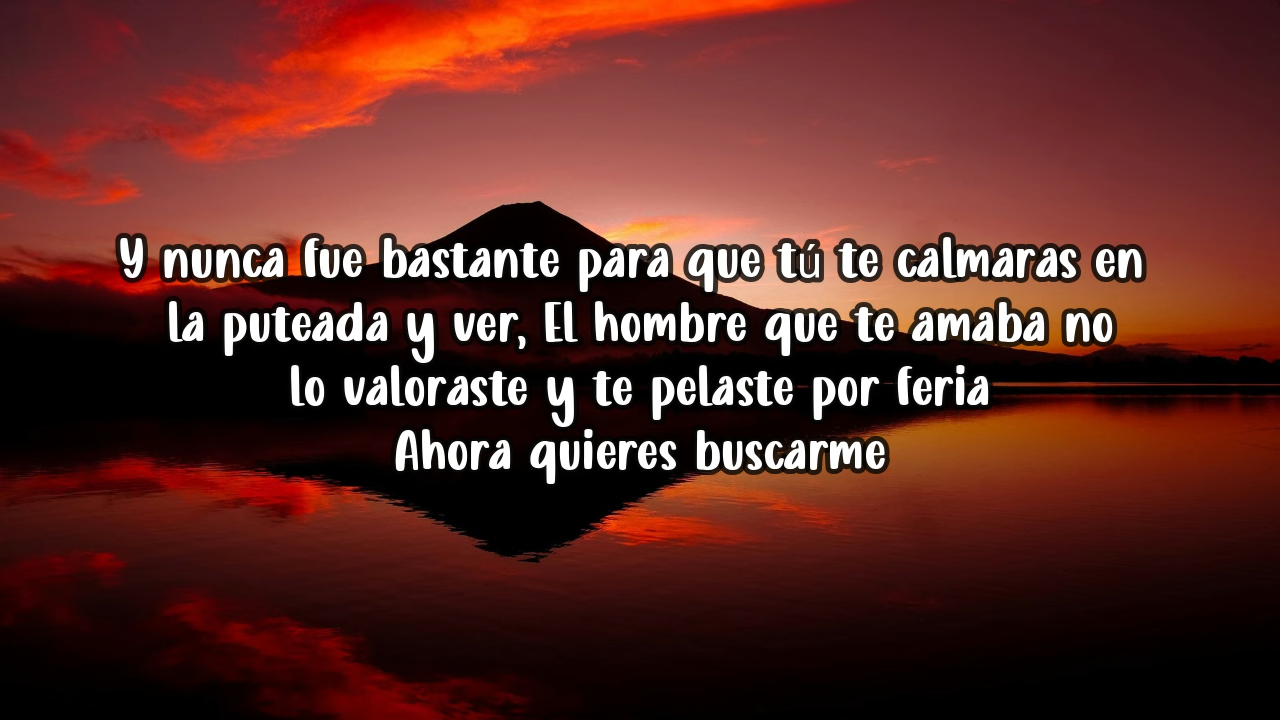 Y nunca fue bastante para que tú te calmaras en
la puteada y ver, El hombre que te amaba no
lo valoraste y te pelaste por feria
Ahora quieres buscarme